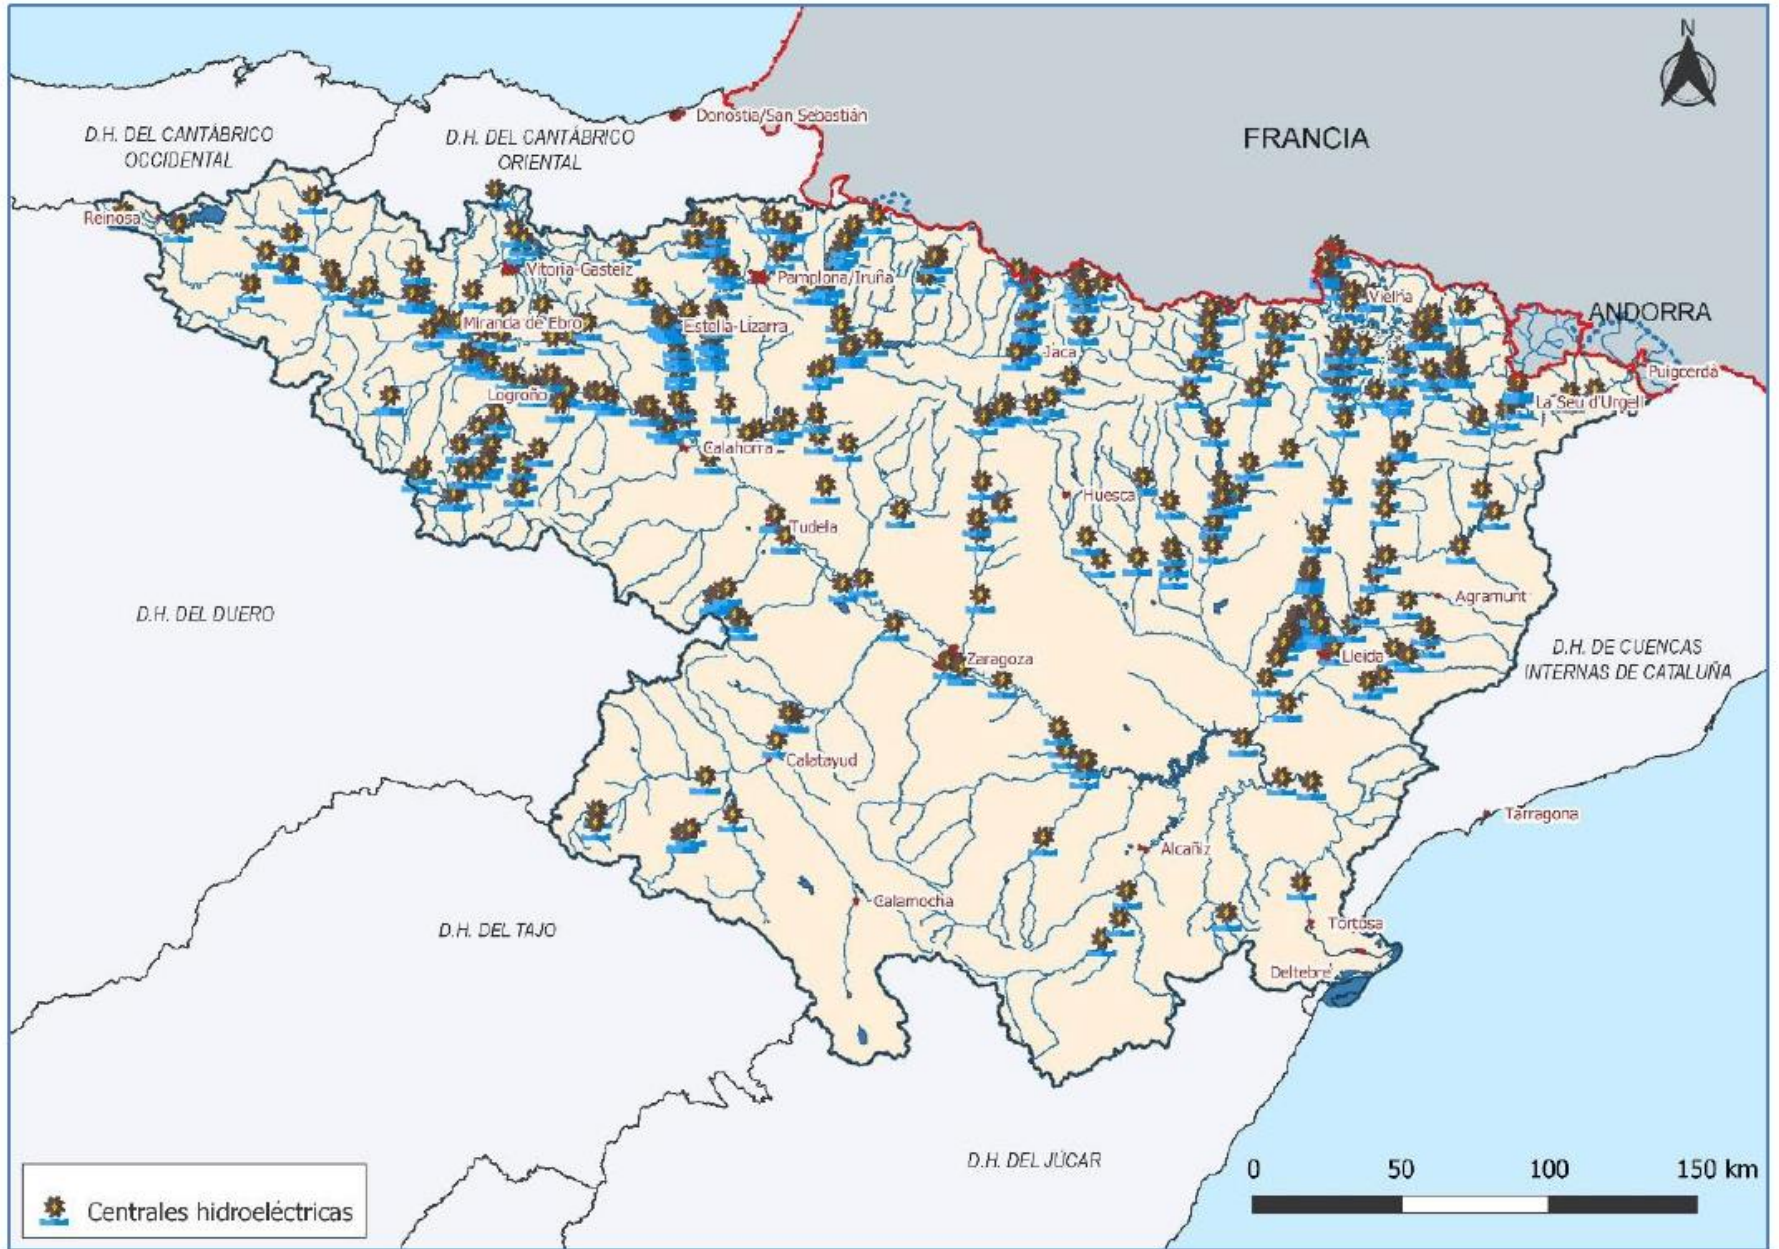 N
Donostia/San Sebastián
D.H. DEL CANTÁBRICO
OCCIDENTAL
D.H. DEL CANTÁBRICO
ORIENTAL
FRANCIA
Reinosa
Vitoria-Gasteiz
Pamplona/Iruña
Vielha
ANDORRA
Miranda de Ebro
Estella-Lizarra
Jaca
Puigcerdà
Logroño
La Seu d'Urgell
Calahorra
Huesca
Tudela
Agramunt
D.H. DEL DUERO
D.H. DE CUENCAS
INTERNAS DE CATALUÑA
Zaragoza
Lleida
Calatayud
Tarragona
Alcañiz
Calamocha
Tortosa
D.H. DEL TAJO
Deltebre
D.H. DEL JÚCAR
0 50 100 150 km
Centrales hidroeléctricas